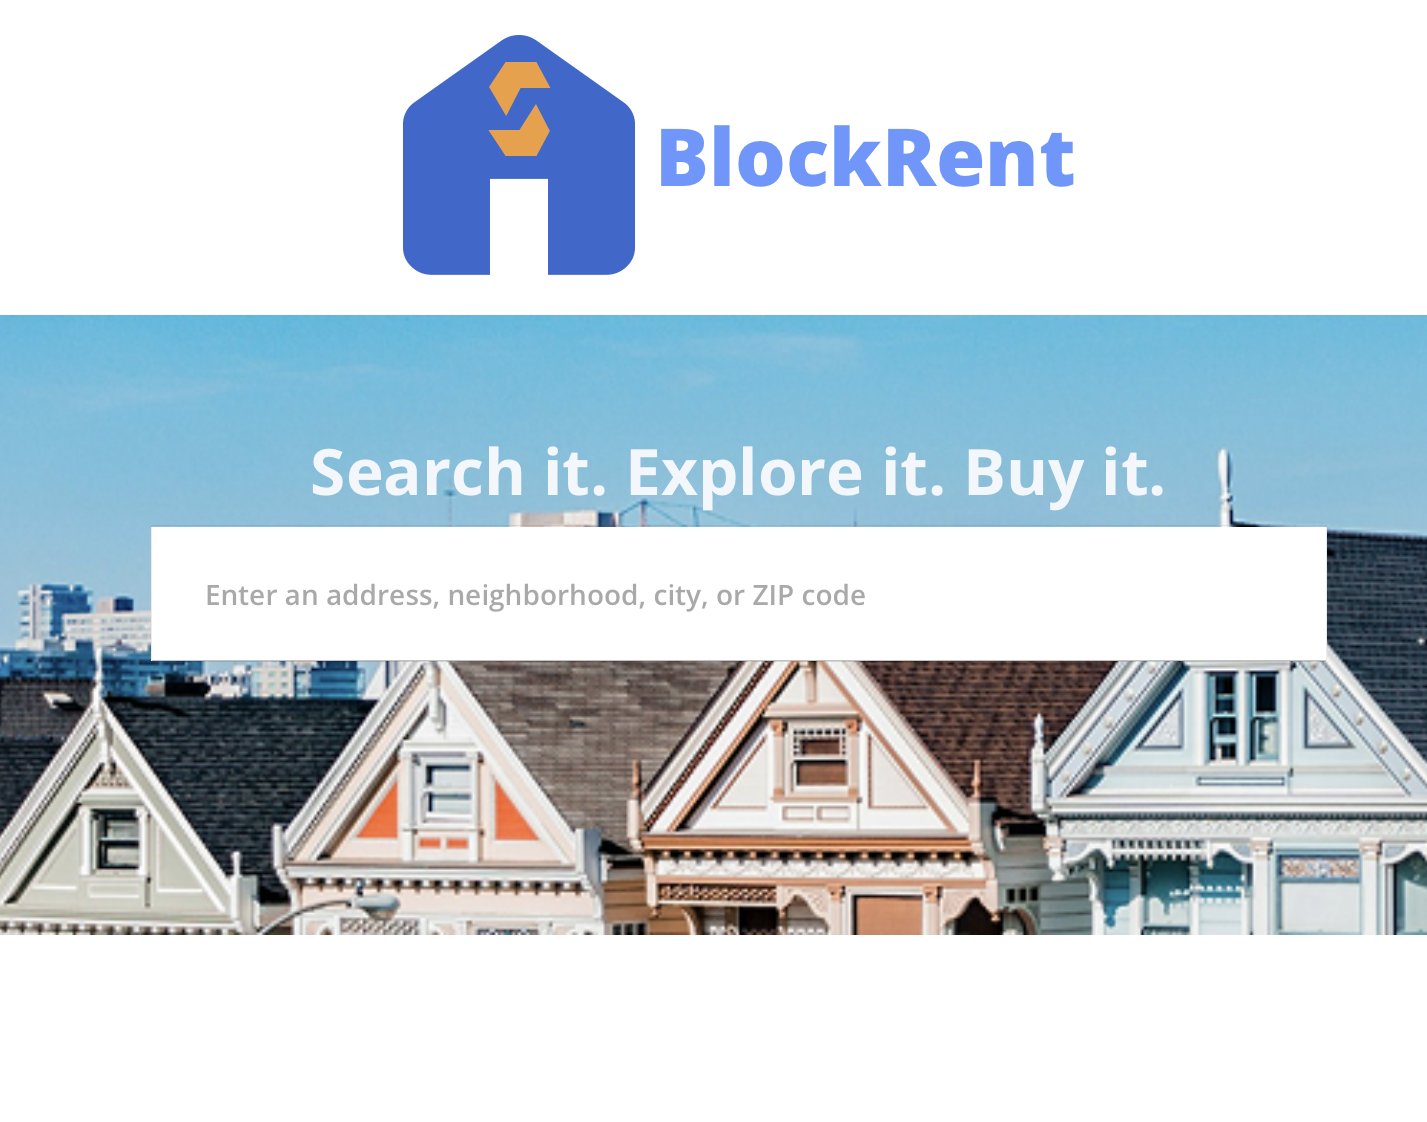 BlockRent
Search it. Explore it. Buy it.
Enter an address, neighborhood, city, or ZIP code